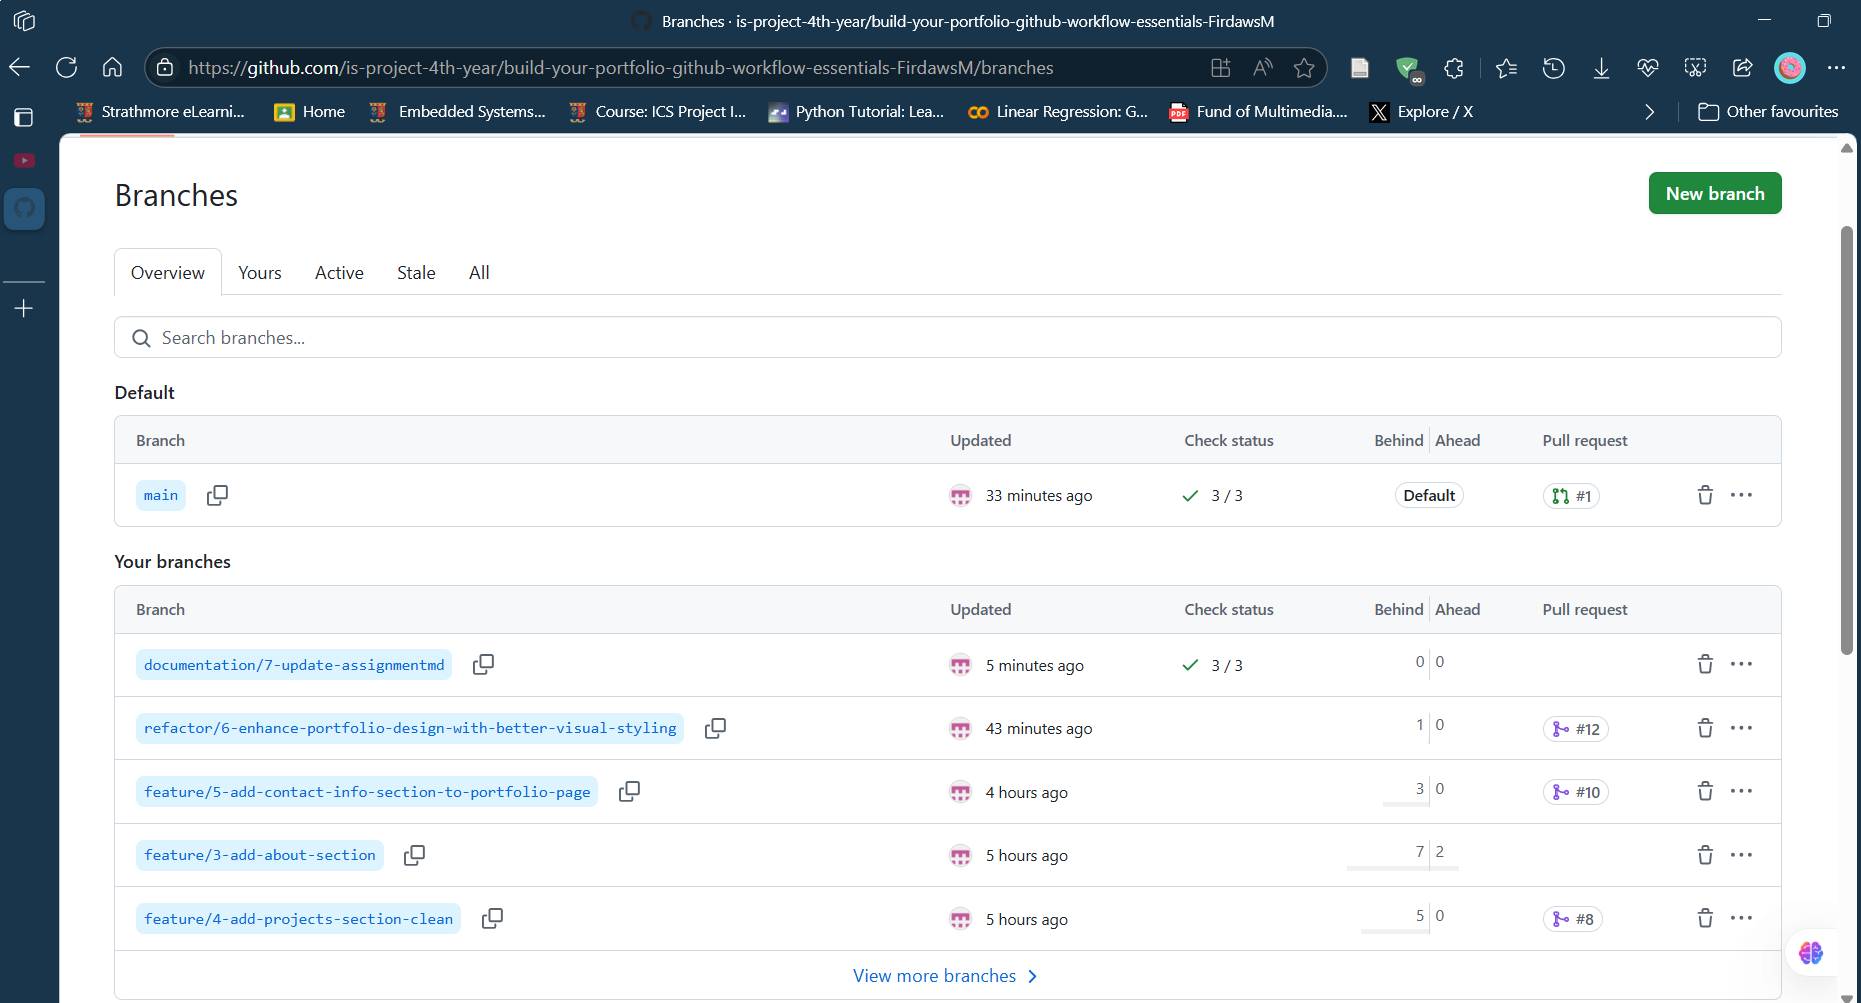 Branches · is-project-4th-year/build-your-portfolio-github-workflow-essentials-FirdawsM
https://github.com/is-project-4th-year/build-your-portfolio-github-workflow-essentials-FirdawsM/branches
Strathmore eLearni... Home Embedded Systems... Course: ICS Project I... Python Tutorial: Lea... Linear Regression: G... Fund of Multimedia.... Explore / X Other favourites
Branches
New branch
Overview Yours Active Stale All
Search branches...
Default
Branch Updated Check status Behind Ahead Pull request
main 33 minutes ago 3 / 3 Default #1
Your branches
Branch Updated Check status Behind Ahead Pull request
documentation/7-update-assignmentmd 5 minutes ago 3 / 3 0 0
refactor/6-enhance-portfolio-design-with-better-visual-styling 43 minutes ago 1 0 #12
feature/5-add-contact-info-section-to-portfolio-page 4 hours ago 3 0 #10
feature/3-add-about-section 5 hours ago 7 2
feature/4-add-projects-section-clean 5 hours ago 5 0 #8
View more branches